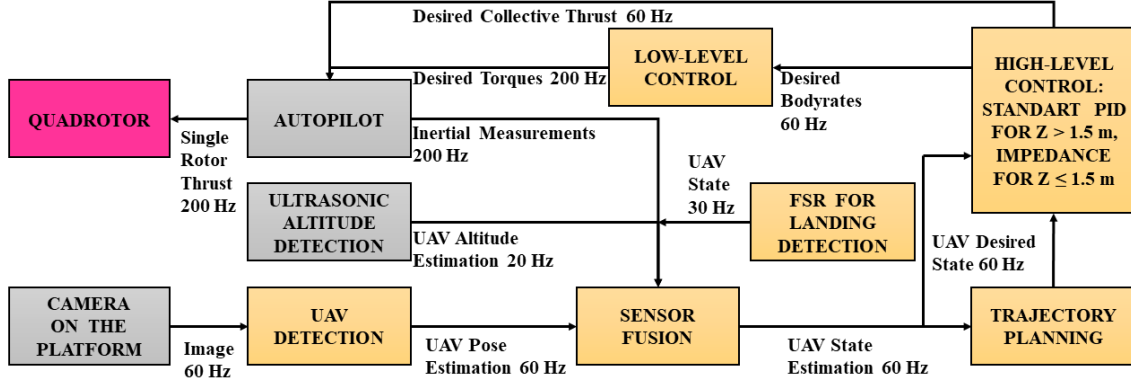 Desired Collective Thrust 60 Hz
LOW-LEVEL
CONTROL
Desired Torques 200 Hz
Desired
Bodyrates
60 Hz
HIGH-LEVEL
CONTROL:
STANDART PID
FOR Z > 1.5 m,
IMPEDANCE
FOR Z ≤ 1.5 m
QUADROTOR
Single
Rotor
Thrust
200 Hz
AUTOPILOT
Inertial Measurements
200 Hz
ULTRASONIC
ALTITUDE
DETECTION
UAV Altitude
Estimation 20 Hz
UAV
State
30 Hz
FSR FOR
LANDING
DETECTION
UAV Desired
State 60 Hz
CAMERA
ON THE
PLATFORM
Image
60 Hz
UAV
DETECTION
UAV Pose
Estimation 60 Hz
SENSOR
FUSION
UAV State
Estimation 60 Hz
TRAJECTORY
PLANNING